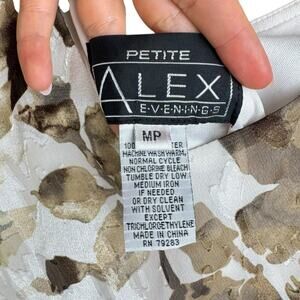 PETITE
ALEX
E·V·E·N·I·N·G·S
MP
100
MACHINE WASH WARM,
NORMAL CYCLE
NON CHLORINE BLEACH
TUMBLE DRY LOW
MEDIUM IRON
IF NEEDED
OR DRY CLEAN
WITH SOLVENT
EXCEPT
TRICHLOROETHYLENE
MADE IN CHINA
RN 79283